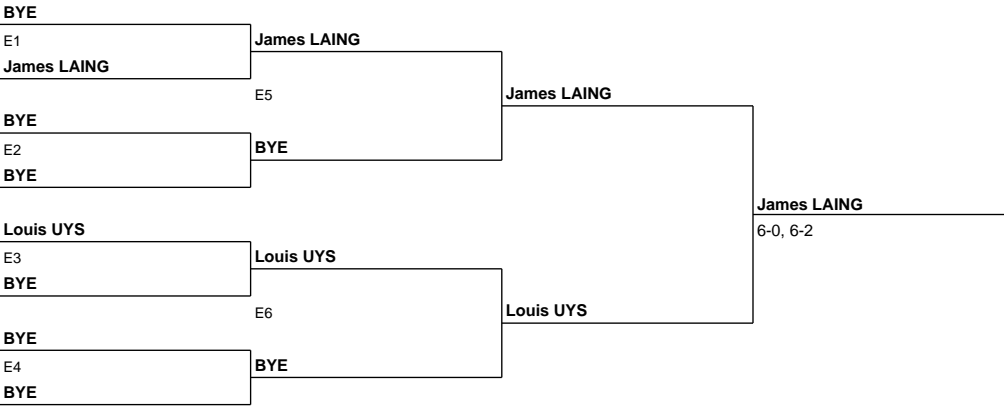 BYE
E1
James LAING
James LAING
E5
BYE
E2
BYE
BYE
James LAING
Louis UYS
E3
BYE
Louis UYS
E6
BYE
E4
BYE
BYE
Louis UYS
James LAING
6-0, 6-2